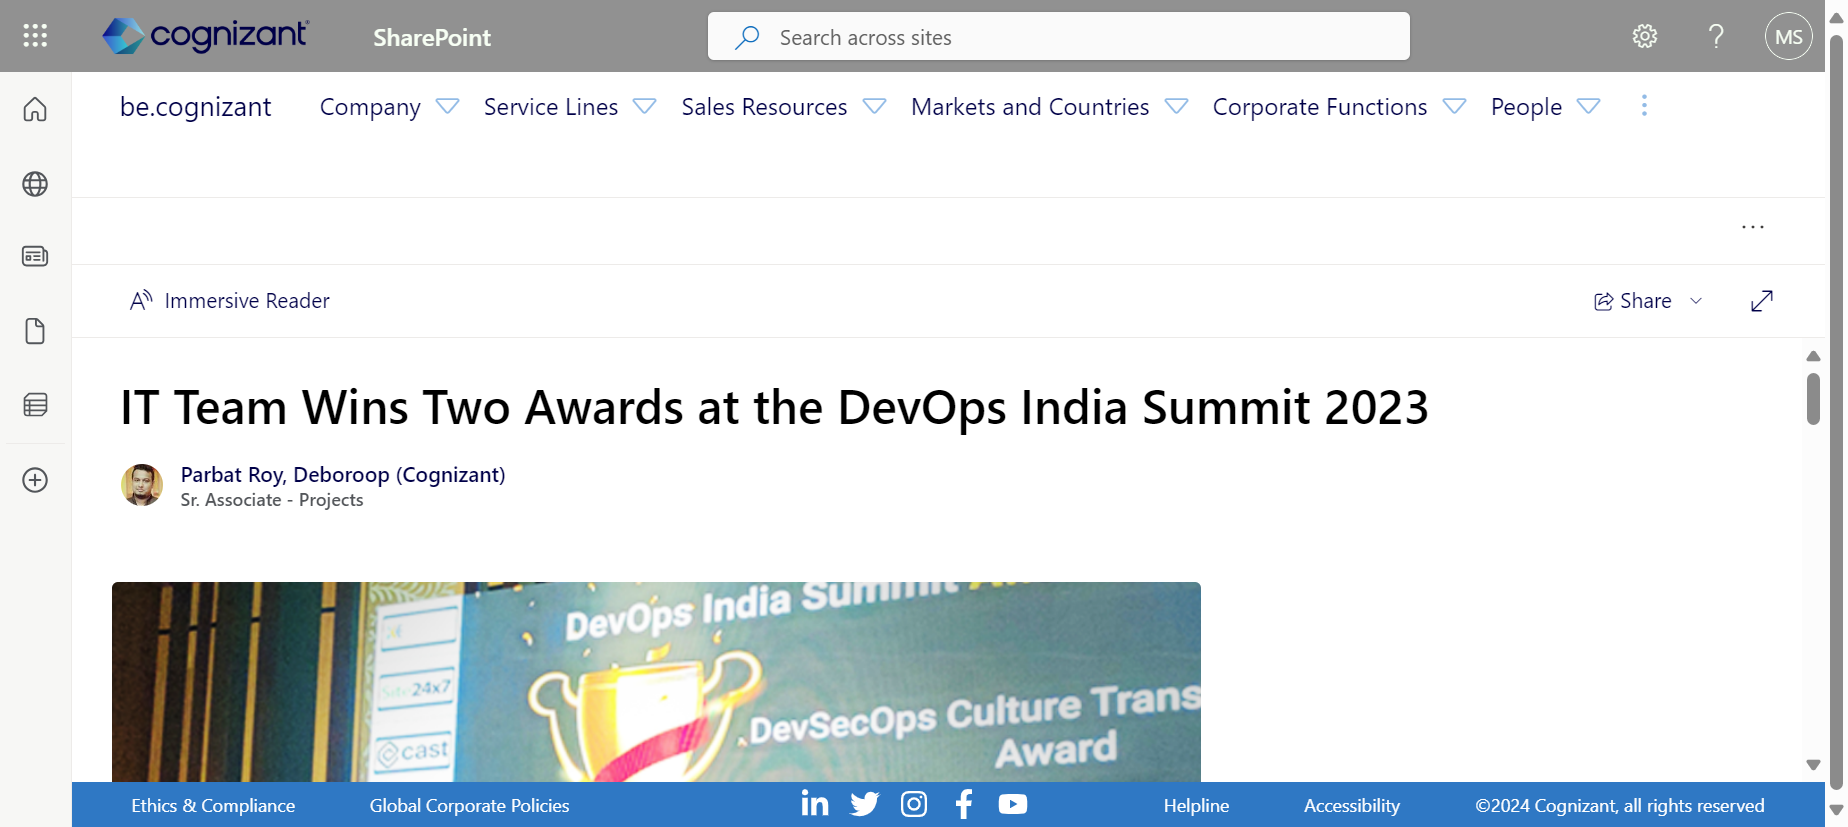 cognizant
SharePoint
Search across sites
MS
be.cognizant
Company
Service Lines
Sales Resources
Markets and Countries
Corporate Functions
People
Immersive Reader
Share
IT Team Wins Two Awards at the DevOps India Summit 2023
Parbat Roy, Deboroop (Cognizant)
Sr. Associate - Projects
DevOps India Summit
Site24x7
cast
DevSecOps Culture Trans
Award
Ethics & Compliance
Global Corporate Policies
Helpline
Accessibility
©2024 Cognizant, all rights reserved